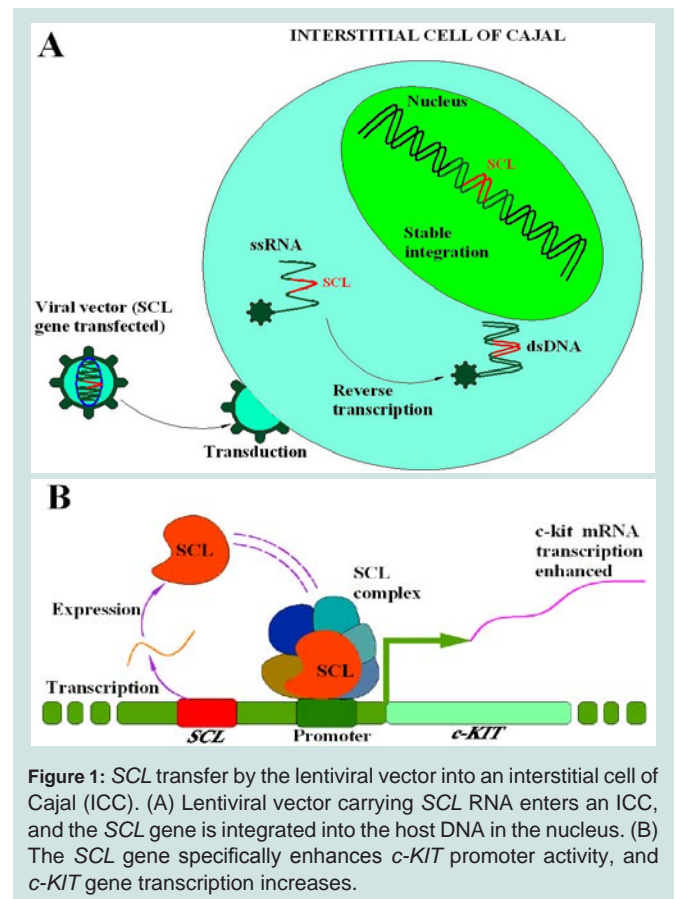 A
INTERSTITIAL CELL OF CAJAL
Nucleus
SCL
Stable
integration
ssRNA
SCL
Viral vector (SCL
gene transfected)
dsDNA
Reverse
transcription
Transduction
B
SCL
c-kit mRNA
transcription
enhanced
SCL
complex
Expression
SCL
Transcription
SCL
Promoter
c-KIT
Figure 1: SCL transfer by the lentiviral vector into an interstitial cell of
Cajal (ICC). (A) Lentiviral vector carrying SCL RNA enters an ICC,
and the SCL gene is integrated into the host DNA in the nucleus. (B)
The SCL gene specifically enhances c-KIT promoter activity, and
c-KIT gene transcription increases.